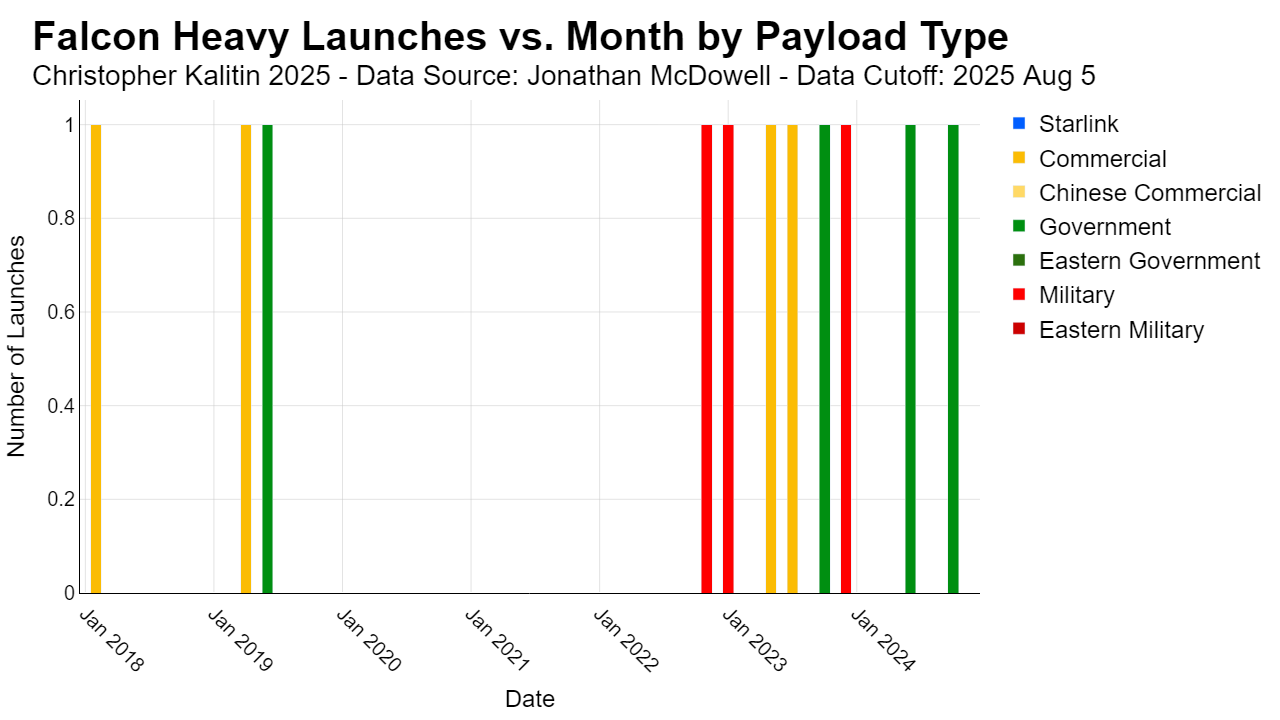 Falcon Heavy Launches vs. Month by Payload Type
Christopher Kalitin 2025 - Data Source: Jonathan McDowell - Data Cutoff: 2025 Aug 5
Number of Launches
1
0.8
0.6
0.4
0.2
0
Jan 2018
Jan 2019
Jan 2020
Jan 2021
Jan 2022
Jan 2023
Jan 2024
Date
Starlink
Commercial
Chinese Commercial
Government
Eastern Government
Military
Eastern Military